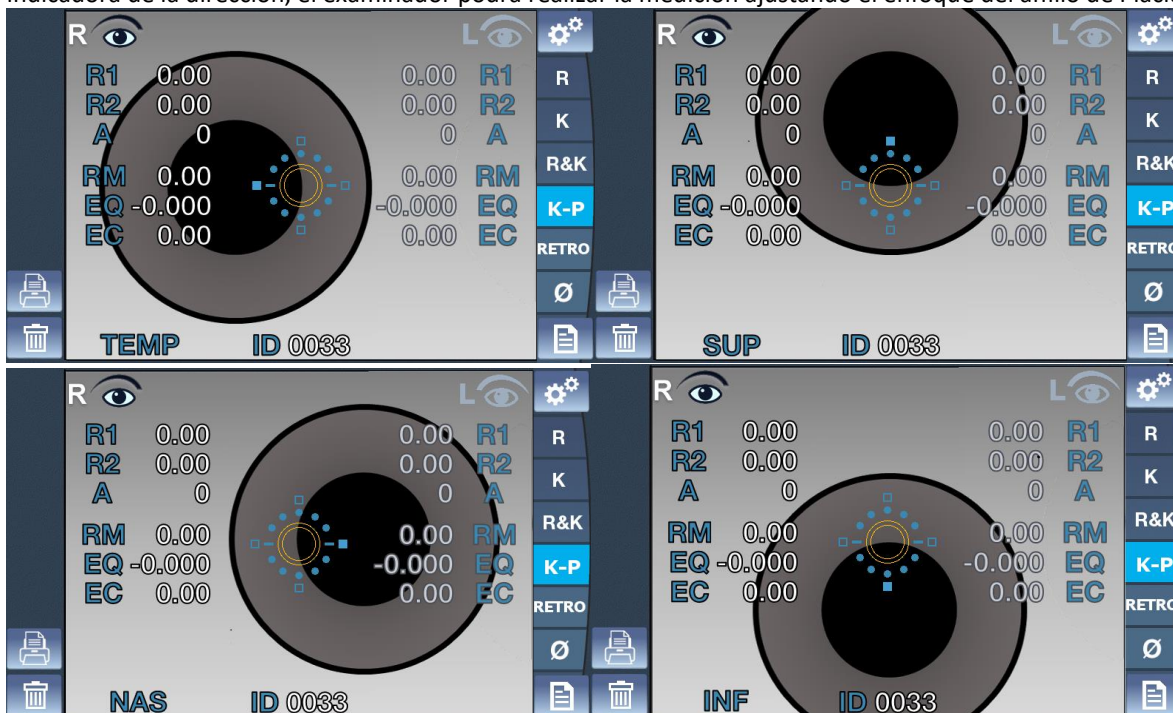 indicadora de la dirección, el examinador podrá realizar la medición ajustando el enfoque del anillo de
R L
R1 0.00 0.00 R1
R
R2 0.00 0.00 R2
K
A 0 0 A
R&K
RM 0.00 0.00 RM
EQ -0.000 -0.000 EQ
K-P
EC 0.00 0.00 EC
RETRO
Ø
TEMP ID 0033
R L
R1 0.00 0.00 R1
R
R2 0.00 0.00 R2
K
A 0 0 A
R&K
RM 0.00 0.00 RM
EQ -0.000 -0.000 EQ
K-P
EC 0.00 0.00 EC
RETRO
Ø
SUP ID 0033
R L
R1 0.00 0.00 R1
R
R2 0.00 0.00 R2
K
A 0 0 A
R&K
RM 0.00 0.00 RM
EQ -0.000 -0.000 EQ
K-P
EC 0.00 0.00 EC
RETRO
Ø
NAS ID 0033
R L
R1 0.00 0.00 R1
R
R2 0.00 0.00 R2
K
A 0 0 A
R&K
RM 0.00 0.00 RM
EQ -0.000 -0.000 EQ
K-P
EC 0.00 0.00 EC
RETRO
Ø
INF ID 0033